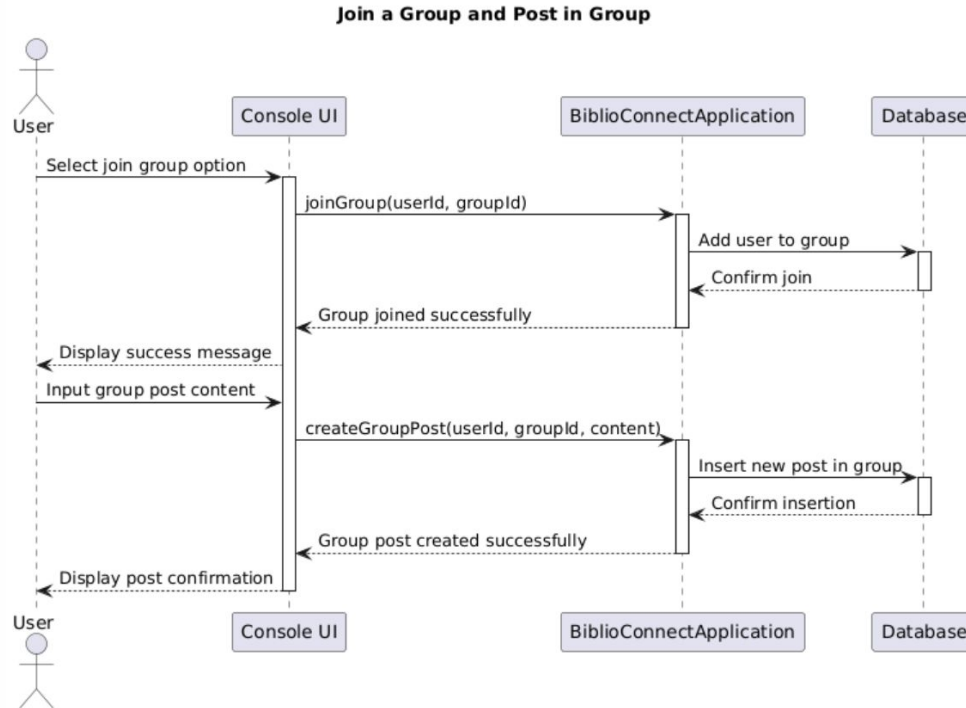 Join a Group and Post in Group
User
Console UI
BiblioConnectApplication
Database
Select join group option
joinGroup(userId, groupId)
Add user to group
Confirm join
Group joined successfully
Display success message
Input group post content
createGroupPost(userId, groupId, content)
Insert new post in group
Confirm insertion
Group post created successfully
Display post confirmation
User
Console UI
BiblioConnectApplication
Database